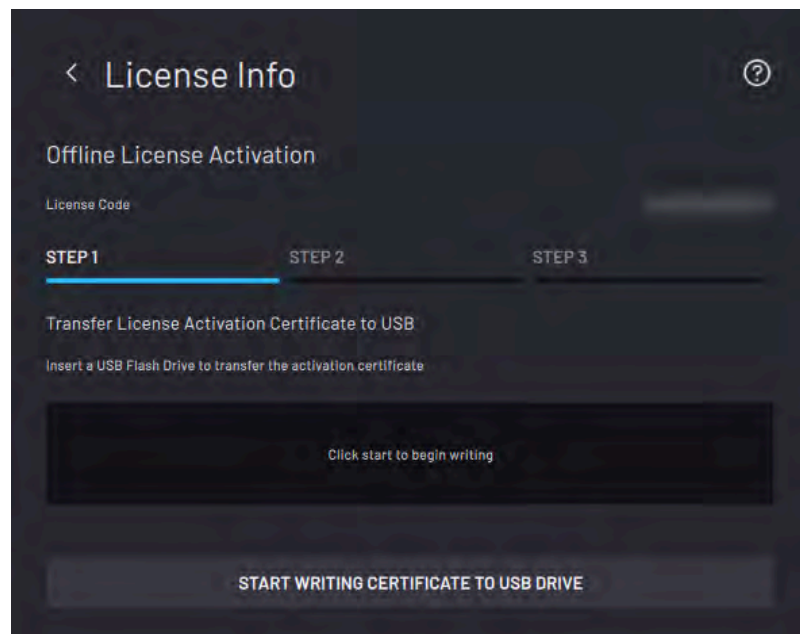 License Info
Offline License Activation
License Code
STEP 1 STEP 2 STEP 3
Transfer License Activation Certificate to USB
Insert a USB Flash Drive to transfer the activation certificate
Click start to begin writing
START WRITING CERTIFICATE TO USB DRIVE